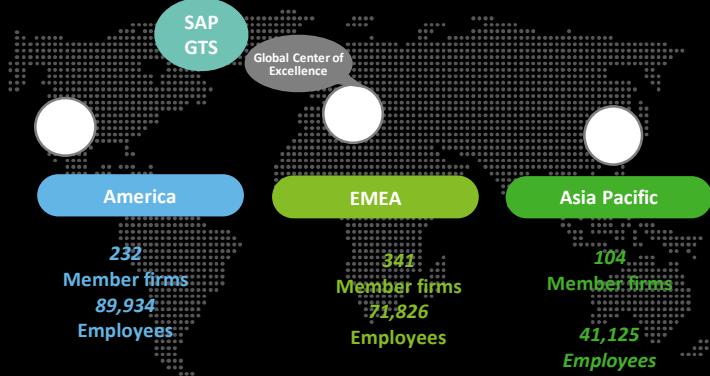 SAP
GTS
Global Center of
Excellence
America
EMEA
Asia Pacific
232
Member firms
89,934
Employees
341
Member firms
71,826
Employees
104
Member firms
41,125
Employees